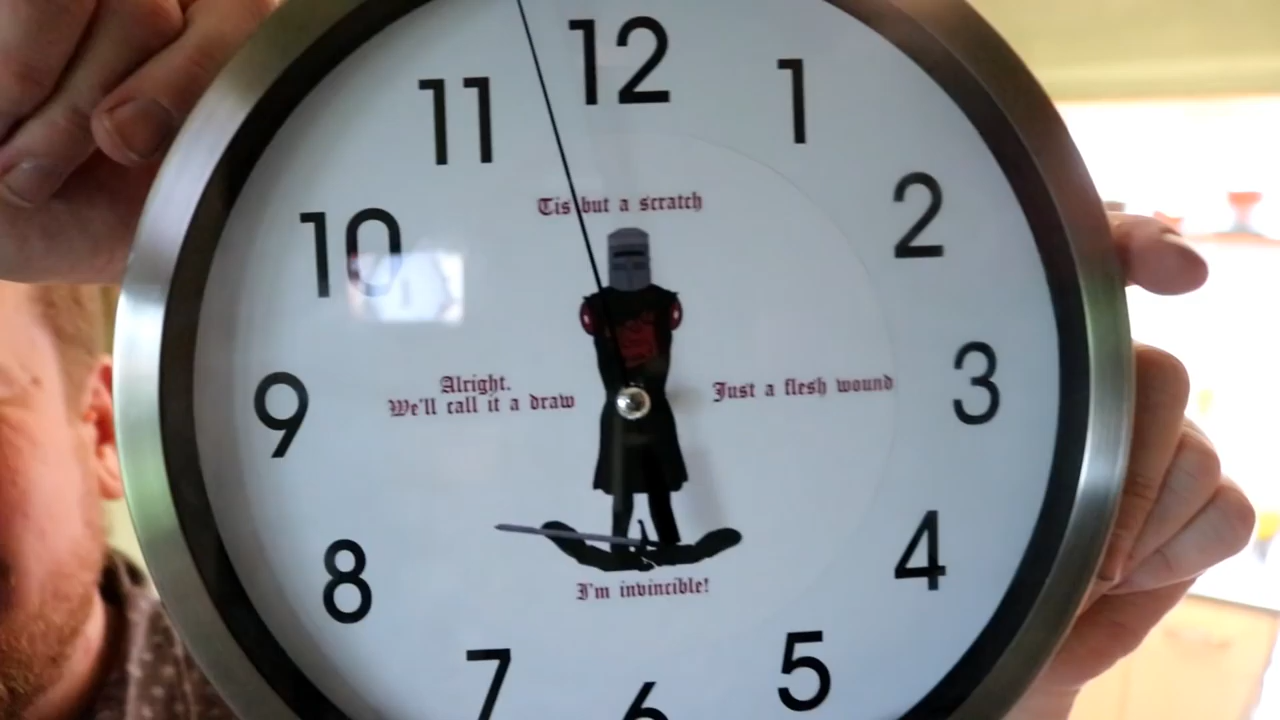 12
11
1
10
2
Tis but a scratch
9
Alright.
We'll call it a draw
Just a flesh wound
3
8
4
I'm invincible!
7
5
6